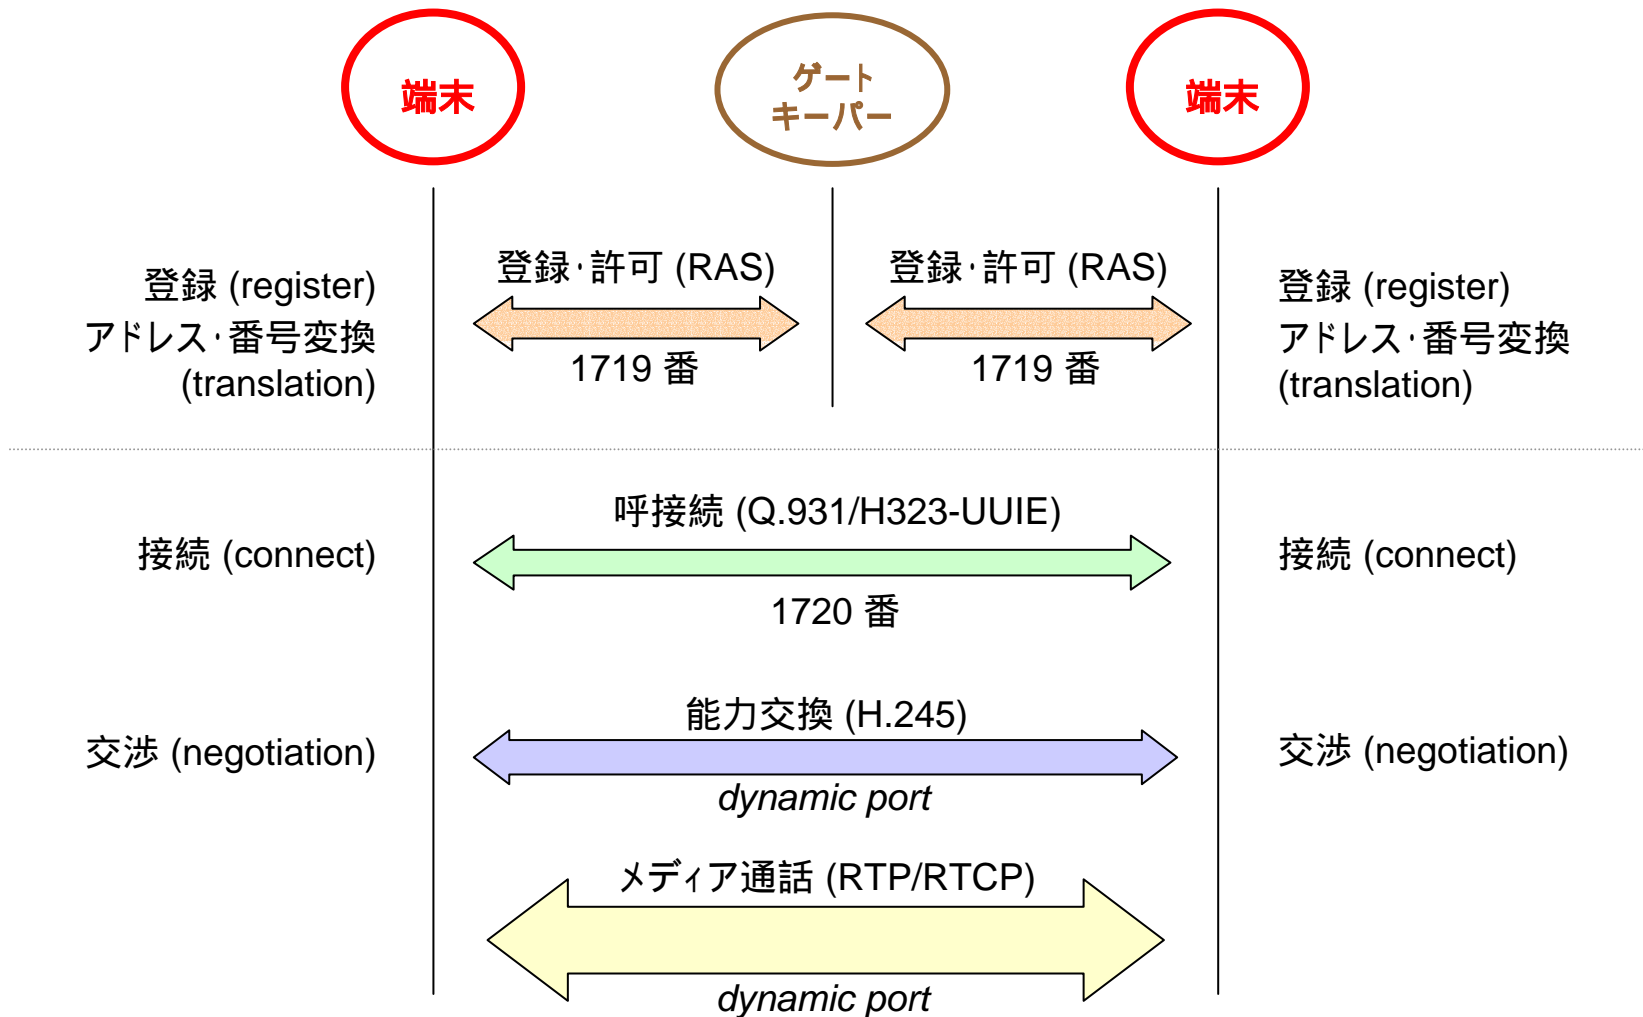 端末
ゲート
キーパー
端末
登録・許可 (RAS)
登録・許可 (RAS)
登録 (register)
アドレス・番号変換
(translation)
1719 番
1719 番
登録 (register)
アドレス・番号変換
(translation)
呼接続 (Q.931/H323-UUIE)
接続 (connect)
接続 (connect)
1720 番
能力交換 (H.245)
交渉 (negotiation)
交渉 (negotiation)
dynamic port
メディア通話 (RTP/RTCP)
dynamic port